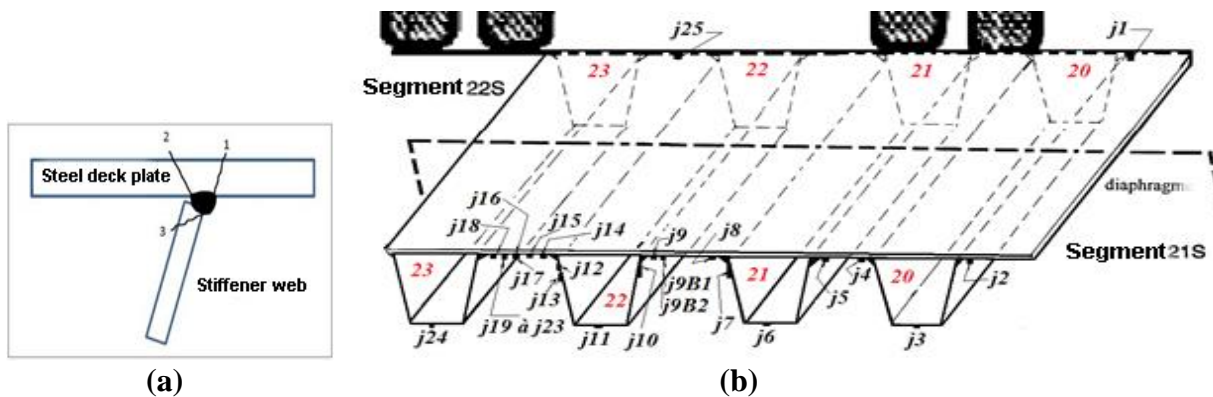 2
1
Steel deck plate
3
Stiffener web
(a)
j25
j1
23
22
21
20
Segment 22S
diaphragm
Segment 21S
j16
j15
j18
j14
j9
j8
j17
j12
j4
j2
23
j13
22
j9B1
21
j5
20
j9B2
j7
j24
j19 à j23
j11
j10
j6
j3
(b)